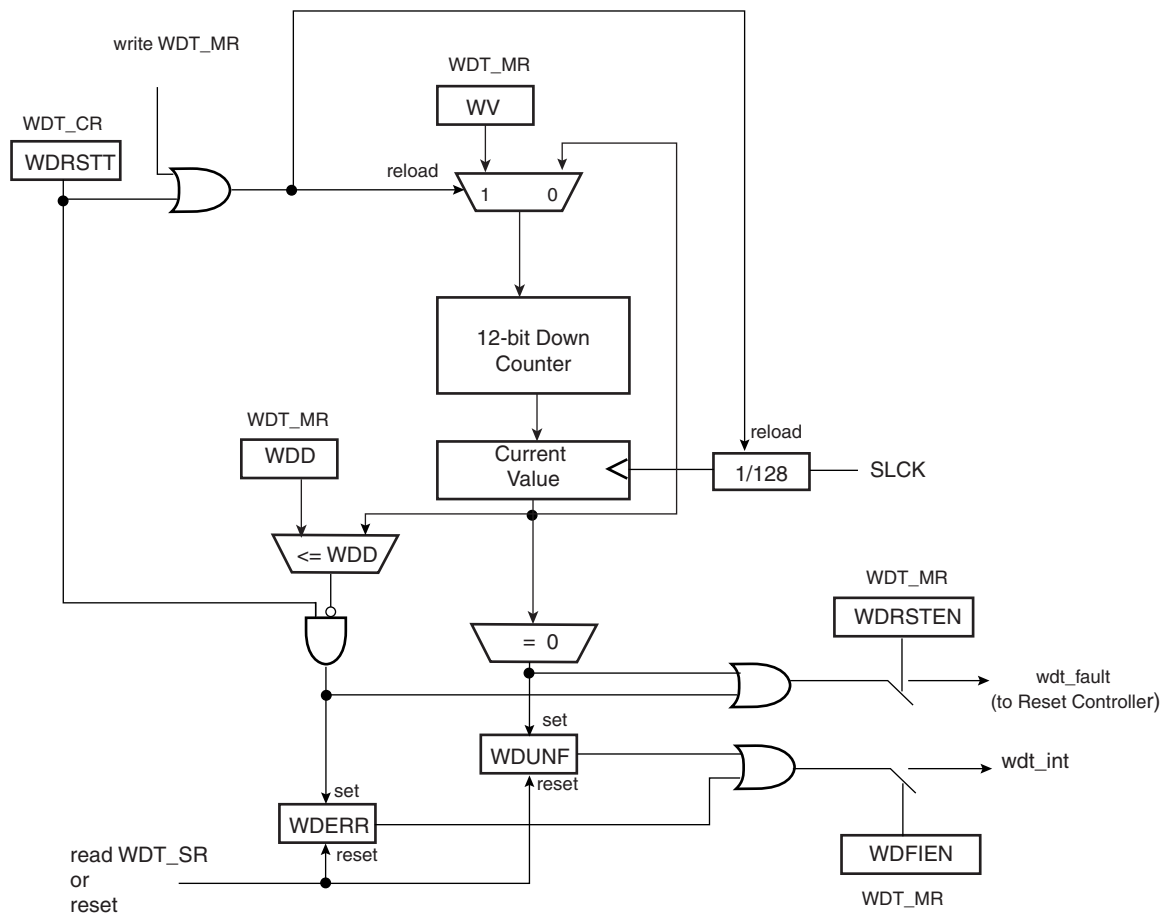 write WDT_MR
WDT_MR
WV
WDT_CR
WDRSTT
reload
1 0
12-bit Down
Counter
WDT_MR
WDD
reload
Current
Value
1/128
SLCK
<= WDD
WDT_MR
WDRSTEN
= 0
wdt_fault
(to Reset Controller)
set
WDUNF
reset
wdt_int
set
WDERR
reset
WDFIEN
WDT_MR
read WDT_SR
or
reset